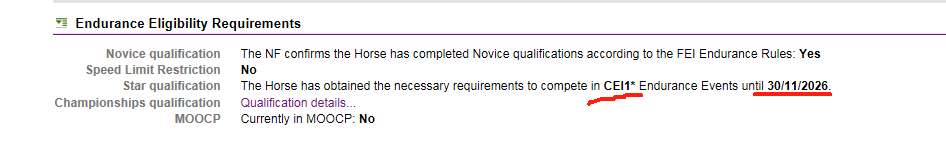 Endurance Eligibility Requirements
Novice qualification The NF confirms the Horse has completed Novice qualifications according to the FEI Endurance Rules: Yes
Speed Limit Restriction No
Star qualification The Horse has obtained the necessary requirements to compete in CEI1* Endurance Events until 30/11/2026.
Championships qualification Qualification details...
MOOCP Currently in MOOCP: No